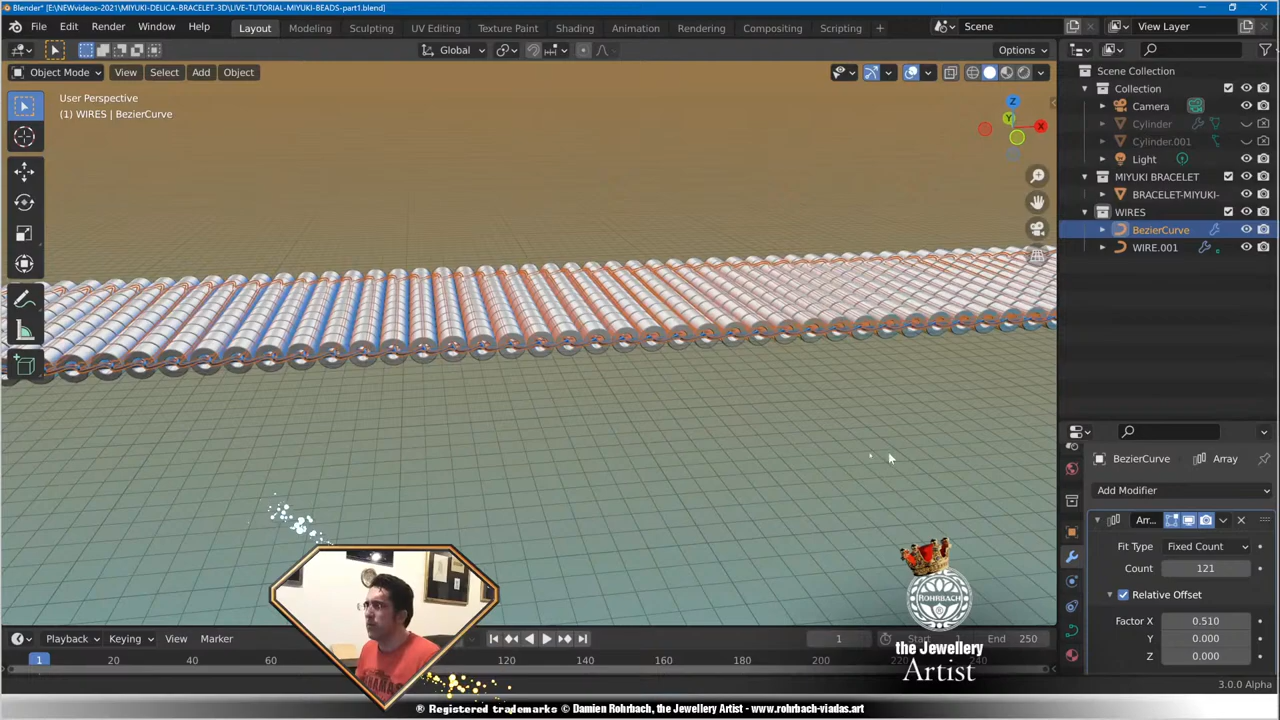 Blender* [E:\NEWvideos-2021\MIYUKI-DELICA-BRACELET-3D\LIVE-TUTORIAL-MIYUKI-BEADS-part1.blend]
File Edit Render Window Help Layout Modeling Sculpting UV Editing Texture Paint Shading Animation Rendering Compositing Scripting + Scene View Layer
Global Options
Object Mode View Select Add Object
User Perspective
(1) WIRES | BezierCurve
Z
Y
X
Scene Collection
Collection
Camera
Cylinder
Cylinder.001
Light
MIYUKI BRACELET
BRACELET-MIYUKI-
WIRES
BezierCurve
WIRE.001
BezierCurve Array
Add Modifier
Arr...
Fit Type Fixed Count
Count 121
Relative Offset
Factor X 0.510
Y 0.000
Z 0.000
ROHRBACH
the Jewellery
Artist
Playback Keying View Marker 1 Start End 250
1 20 40 60 120 140 160 180 200 220 240
3.0.0 Alpha
® Registered trademarks © Damien Rohrbach, the Jewellery Artist - www.rohrbach-viadas.art